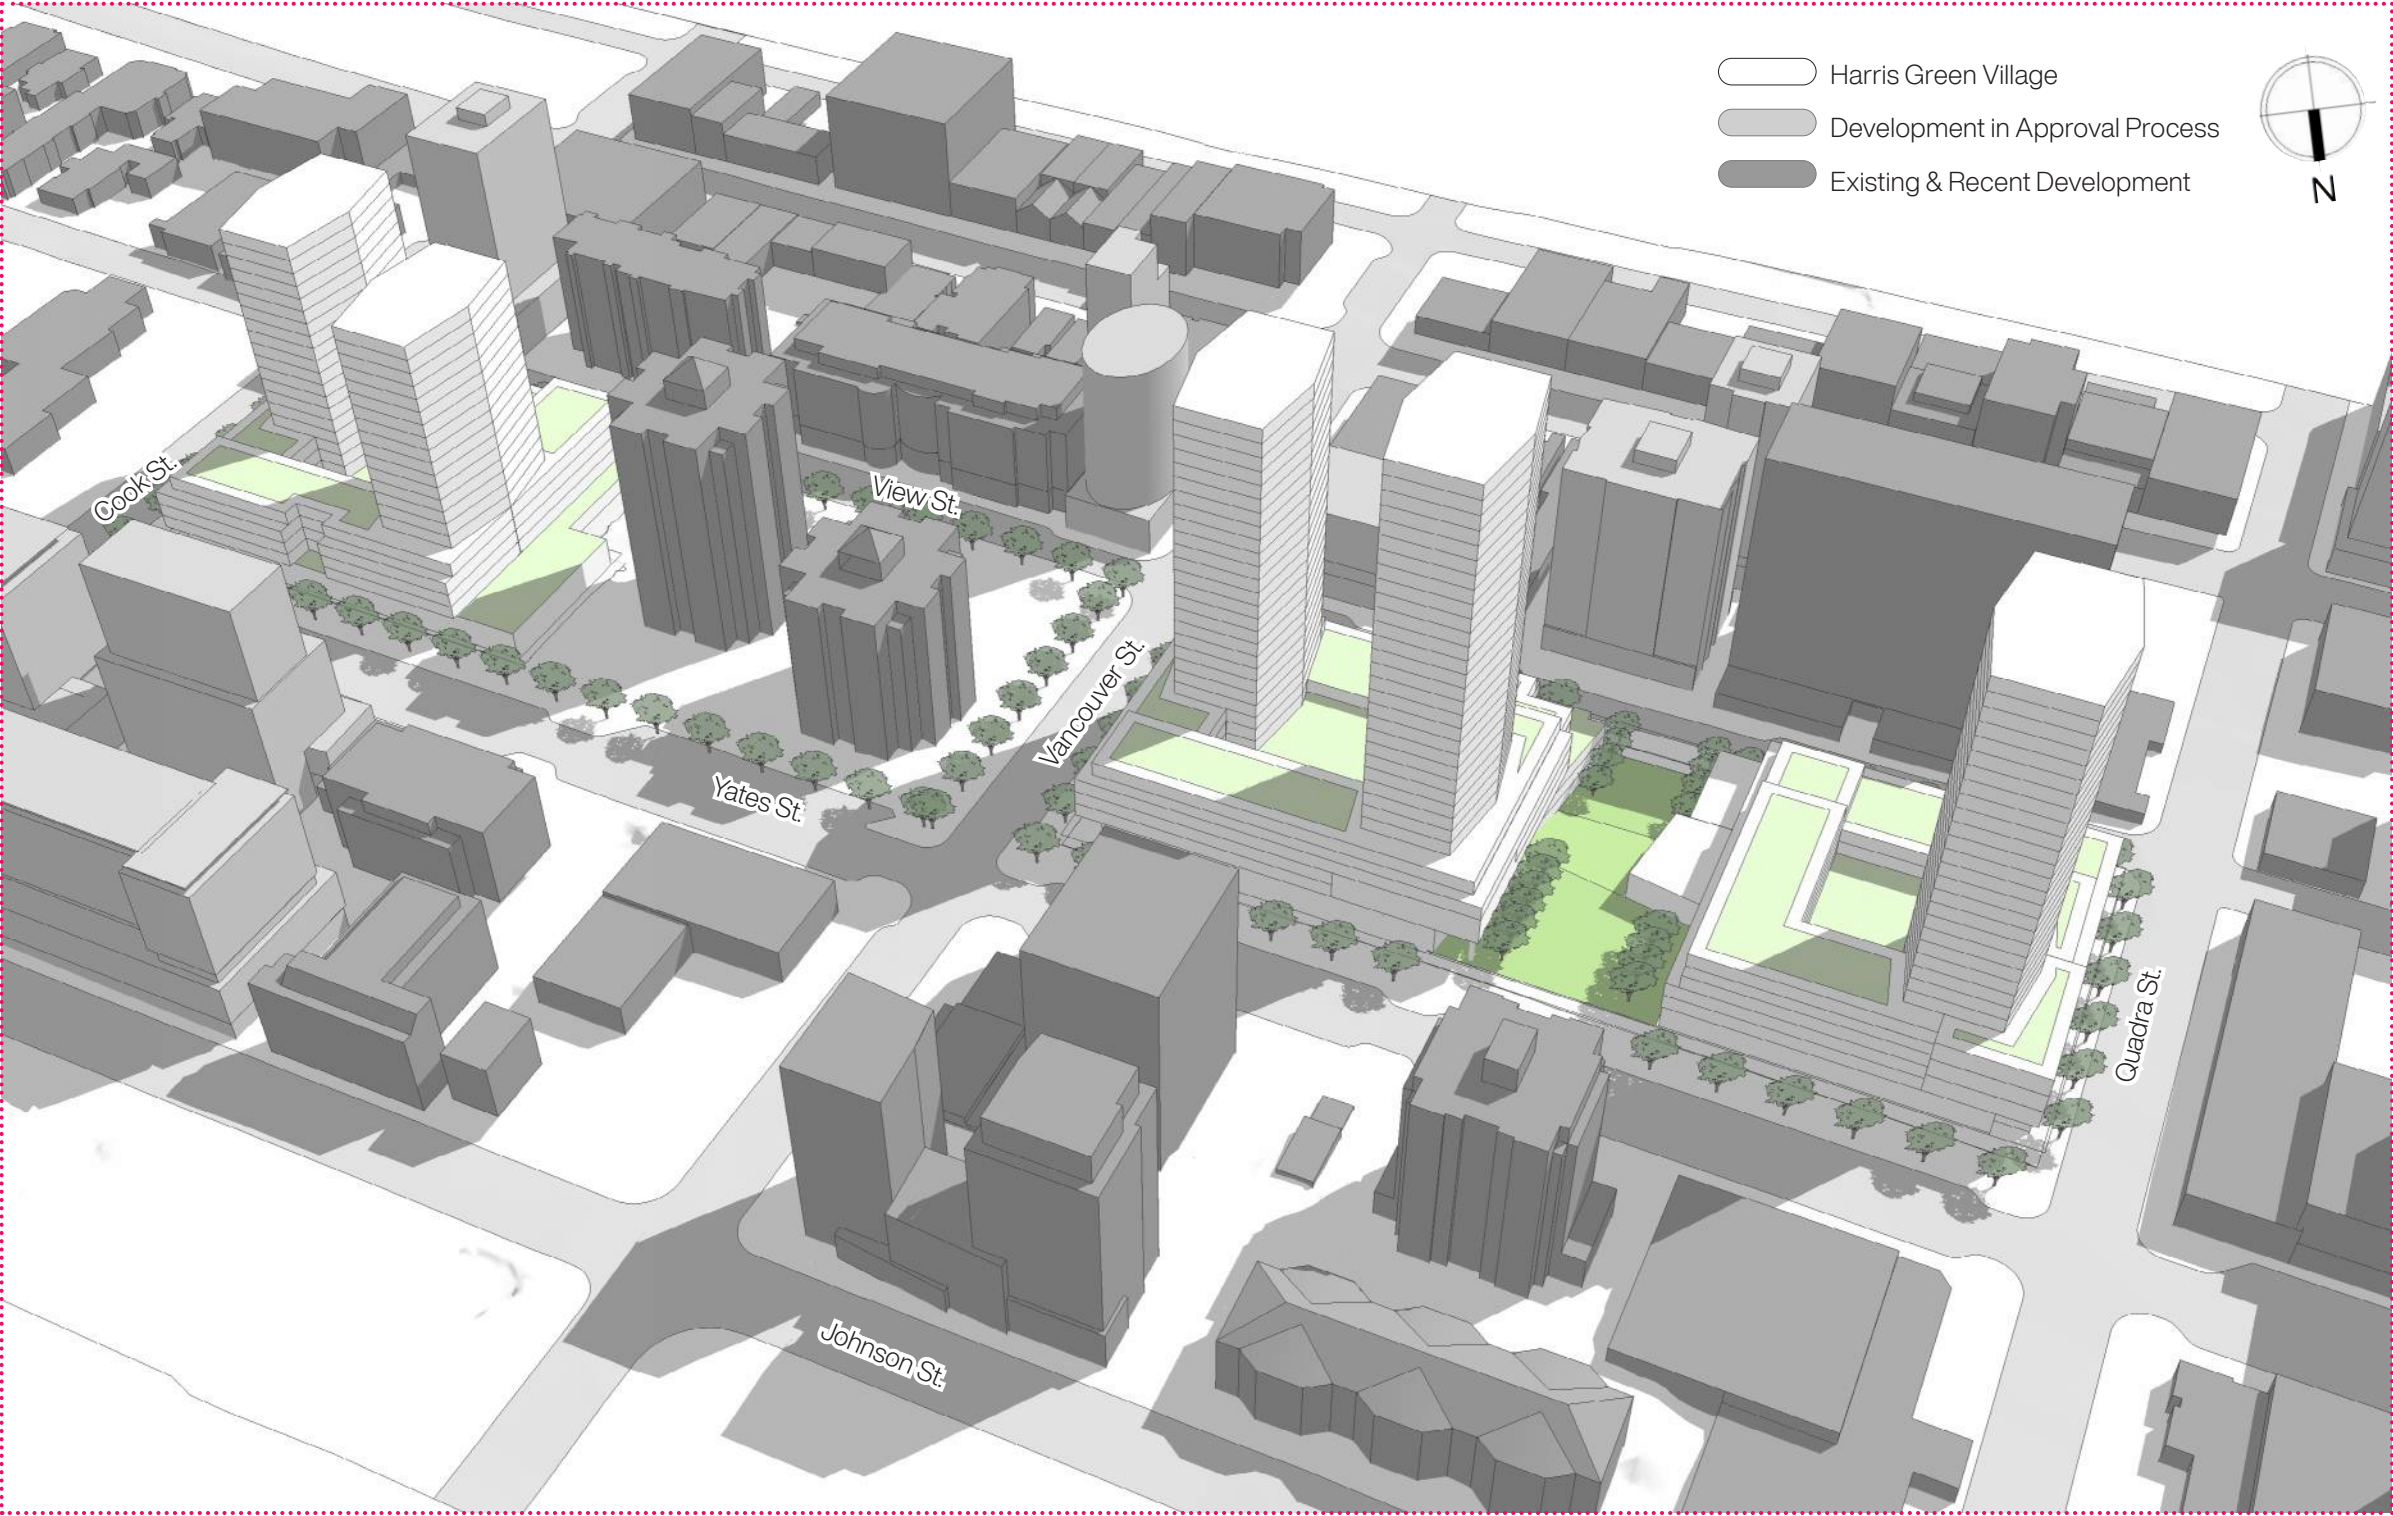 Harris Green Village
Development in Approval Process
Existing & Recent Development
N
Cook St.
View St.
Vancouver St.
Yates St.
Quadra St.
Johnson St.